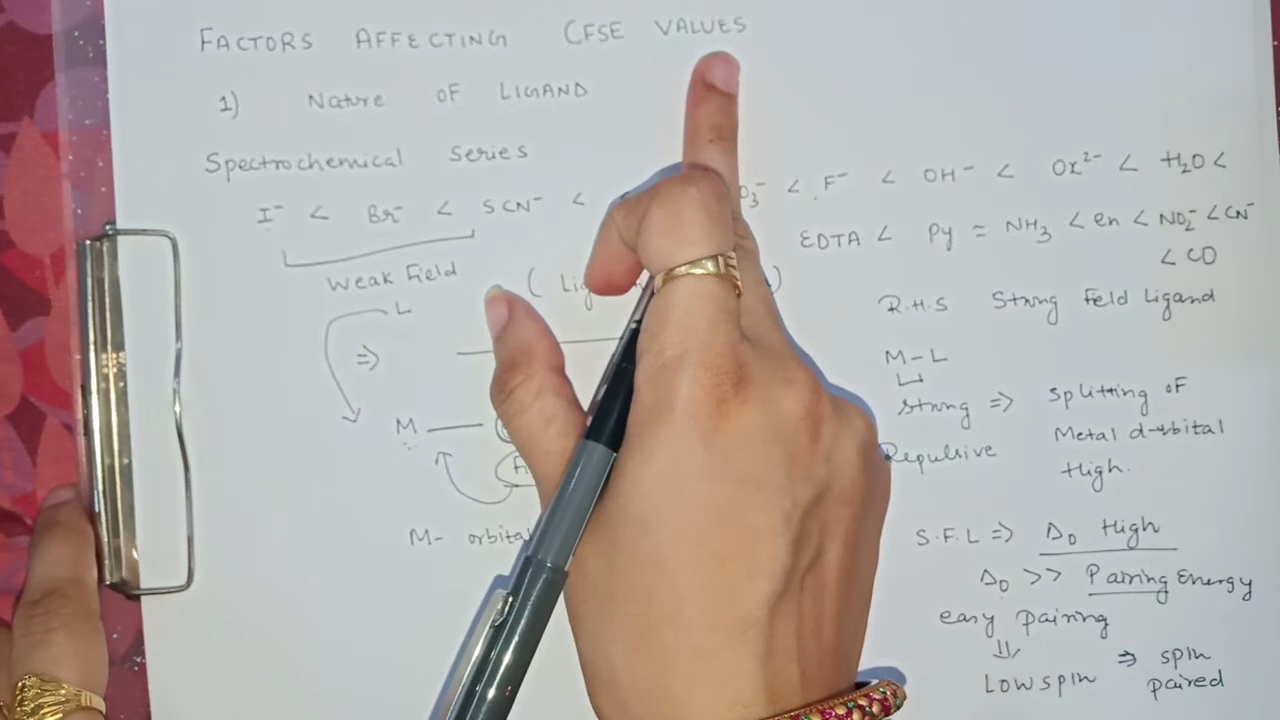 FACTORS AFFECTING CFSE VALUES
1) Nature OF LIGAND
Spectrochemical series
I⁻ < Br⁻ < SCN⁻ < O₃⁻ < F⁻ < OH⁻ < Ox²⁻ < H₂O <
EDTA < Py = NH₃ < en < NO₂⁻ < CN⁻
< CO
Weak Field
R.H.S Strong Feld Ligand
L
⇒
M - L
Strong ⇒ splitting of
Repulsive Metal d-orbital
High.
M
M- orbital
S.F.L ⇒ Δ₀ High
Δ₀ >> Pairing Energy
easy pairing
⇓
Low spin ⇒ spin
paired